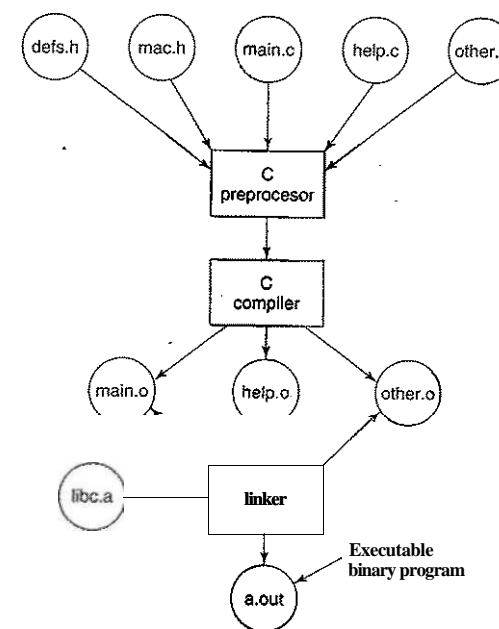 defs.h
mac.h
main.c
help.c
other.
C
preprocesor
C
compiler
main.o
help.o
other.o
libc.a
linker
Executable
binary program
a.out